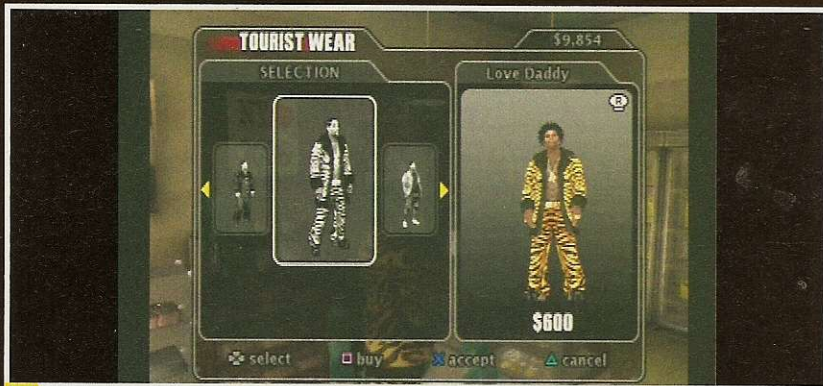 TOURIST WEAR
$9,854
SELECTION
Love Daddy
R
$600
select
buy
accept
cancel